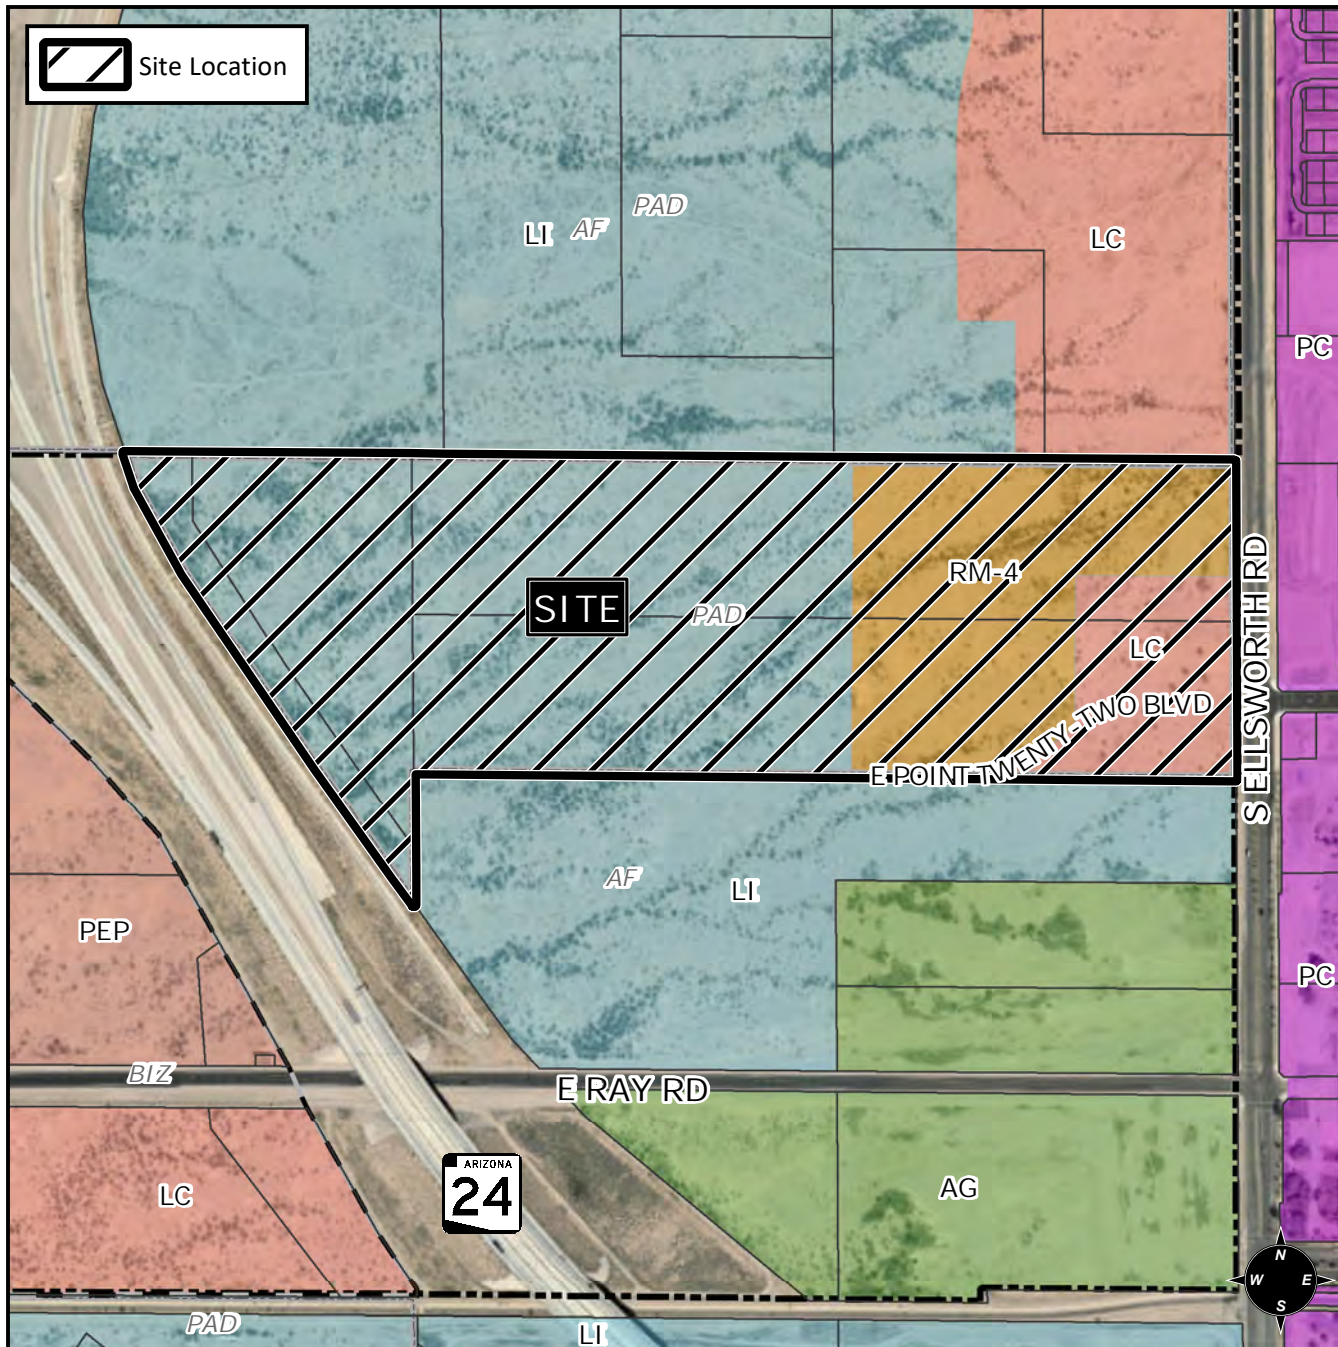 Site Location
PAD
LI
AF
LC
PC
RM-4
SITE
PAD
LC
E POINT TWENTY-TWO BLVD
S ELLSWORTH RD
AF
LI
PEP
PC
BIZ
E RAY RD
ARIZONA
24
LC
AG
N
W
E
S
PAD
LI